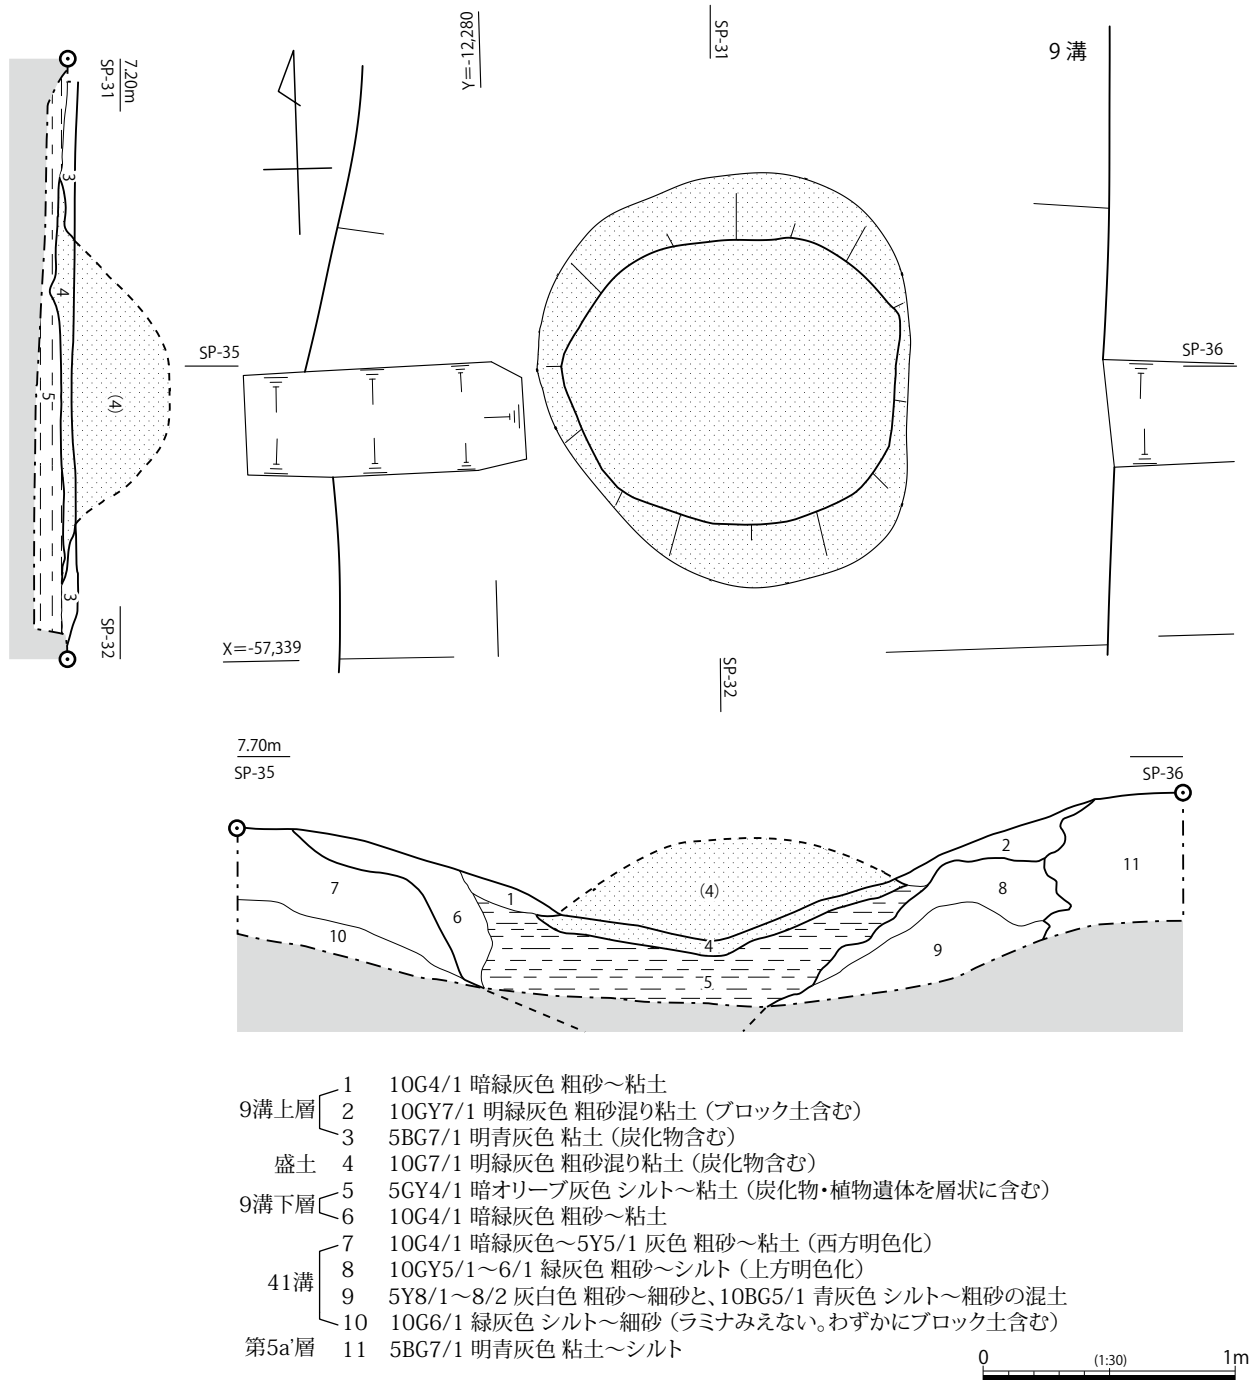 Y=-12,280
SP-31
9溝
7.20m
SP-31
3
4
SP-35
SP-36
5
(4)
3
SP-32
X=-57,339
SP-32
7.70m
SP-35
SP-36
2
11
7
1
(4)
8
6
10
4
9
5
9溝上層
1 10G4/1 暗緑灰色 粗砂～粘土
2 10GY7/1 明緑灰色 粗砂混り粘土（ブロック土含む）
3 5BG7/1 明青灰色 粘土（炭化物含む）
盛土 4 10G7/1 明緑灰色 粗砂混り粘土（炭化物含む）
9溝下層
5 5GY4/1 暗オリーブ灰色 シルト～粘土（炭化物・植物遺体を層状に含む）
6 10G4/1 暗緑灰色 粗砂～粘土
41溝
7 10G4/1 暗緑灰色～5Y5/1 灰色 粗砂～粘土（西方明色化）
8 10GY5/1～6/1 緑灰色 粗砂～シルト（上方明色化）
9 5Y8/1～8/2 灰白色 粗砂～細砂と、10BG5/1 青灰色 シルト～粗砂の混土
10 10G6/1 緑灰色 シルト～細砂（ラミナみえない。わずかにブロック土含む）
第5a'層 11 5BG7/1 明青灰色 粘土～シルト
0 (1:30) 1m